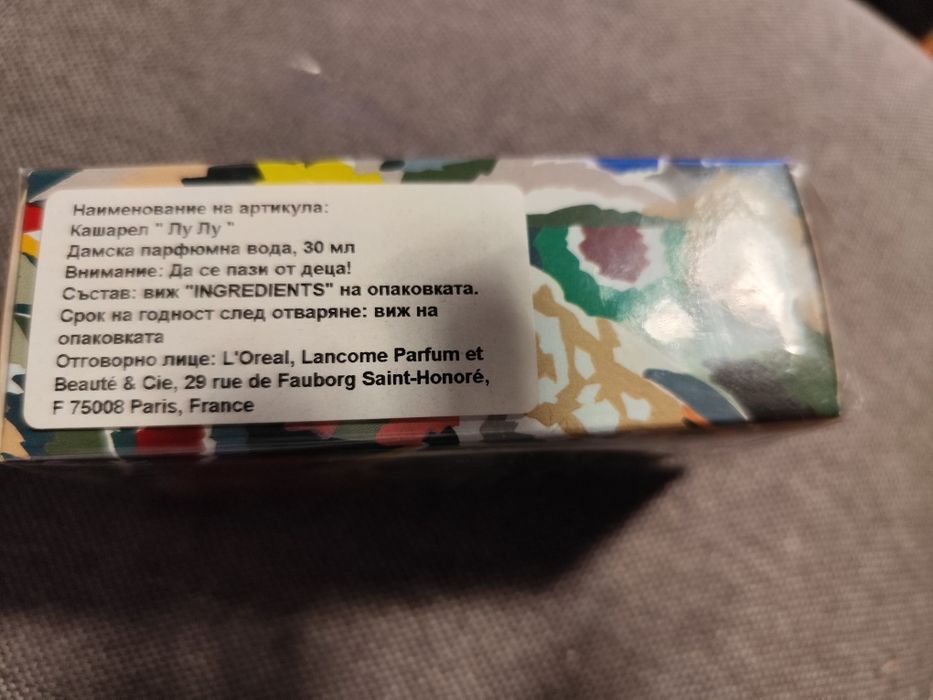 Наименование на артикула:
Кашарел " Лу Лу "
Дамска парфюмна вода, 30 мл
Внимание: Да се пази от деца!
Състав: виж "INGREDIENTS" на опаковката.
Срок на годност след отваряне: виж на
опаковката
Отговорно лице: L'Oreal, Lancome Parfum et
Beauté & Cie, 29 rue de Fauborg Saint-Honoré,
F 75008 Paris, France